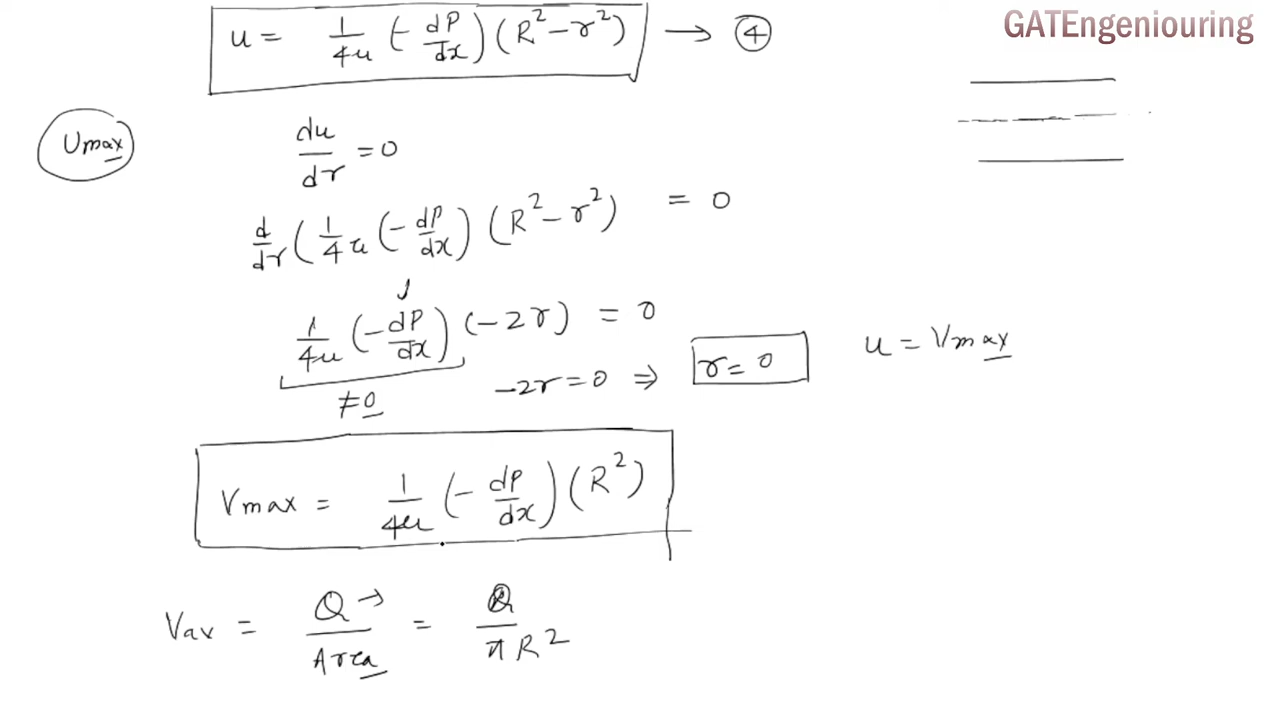 GATEngeniouring
u = 1/4μ (-dP/dx) (R² - r²) → ④
Umax
du/dr = 0
d/dr (1/4μ (-dP/dx) (R² - r²) = 0
1/4μ (-dP/dx) (-2r) = 0
≠ 0
-2r = 0 ⇒ r = 0
u = Vmax
Vmax = 1/4μ (-dP/dx) (R²)
Vav = Q → / Area = Q / πR²